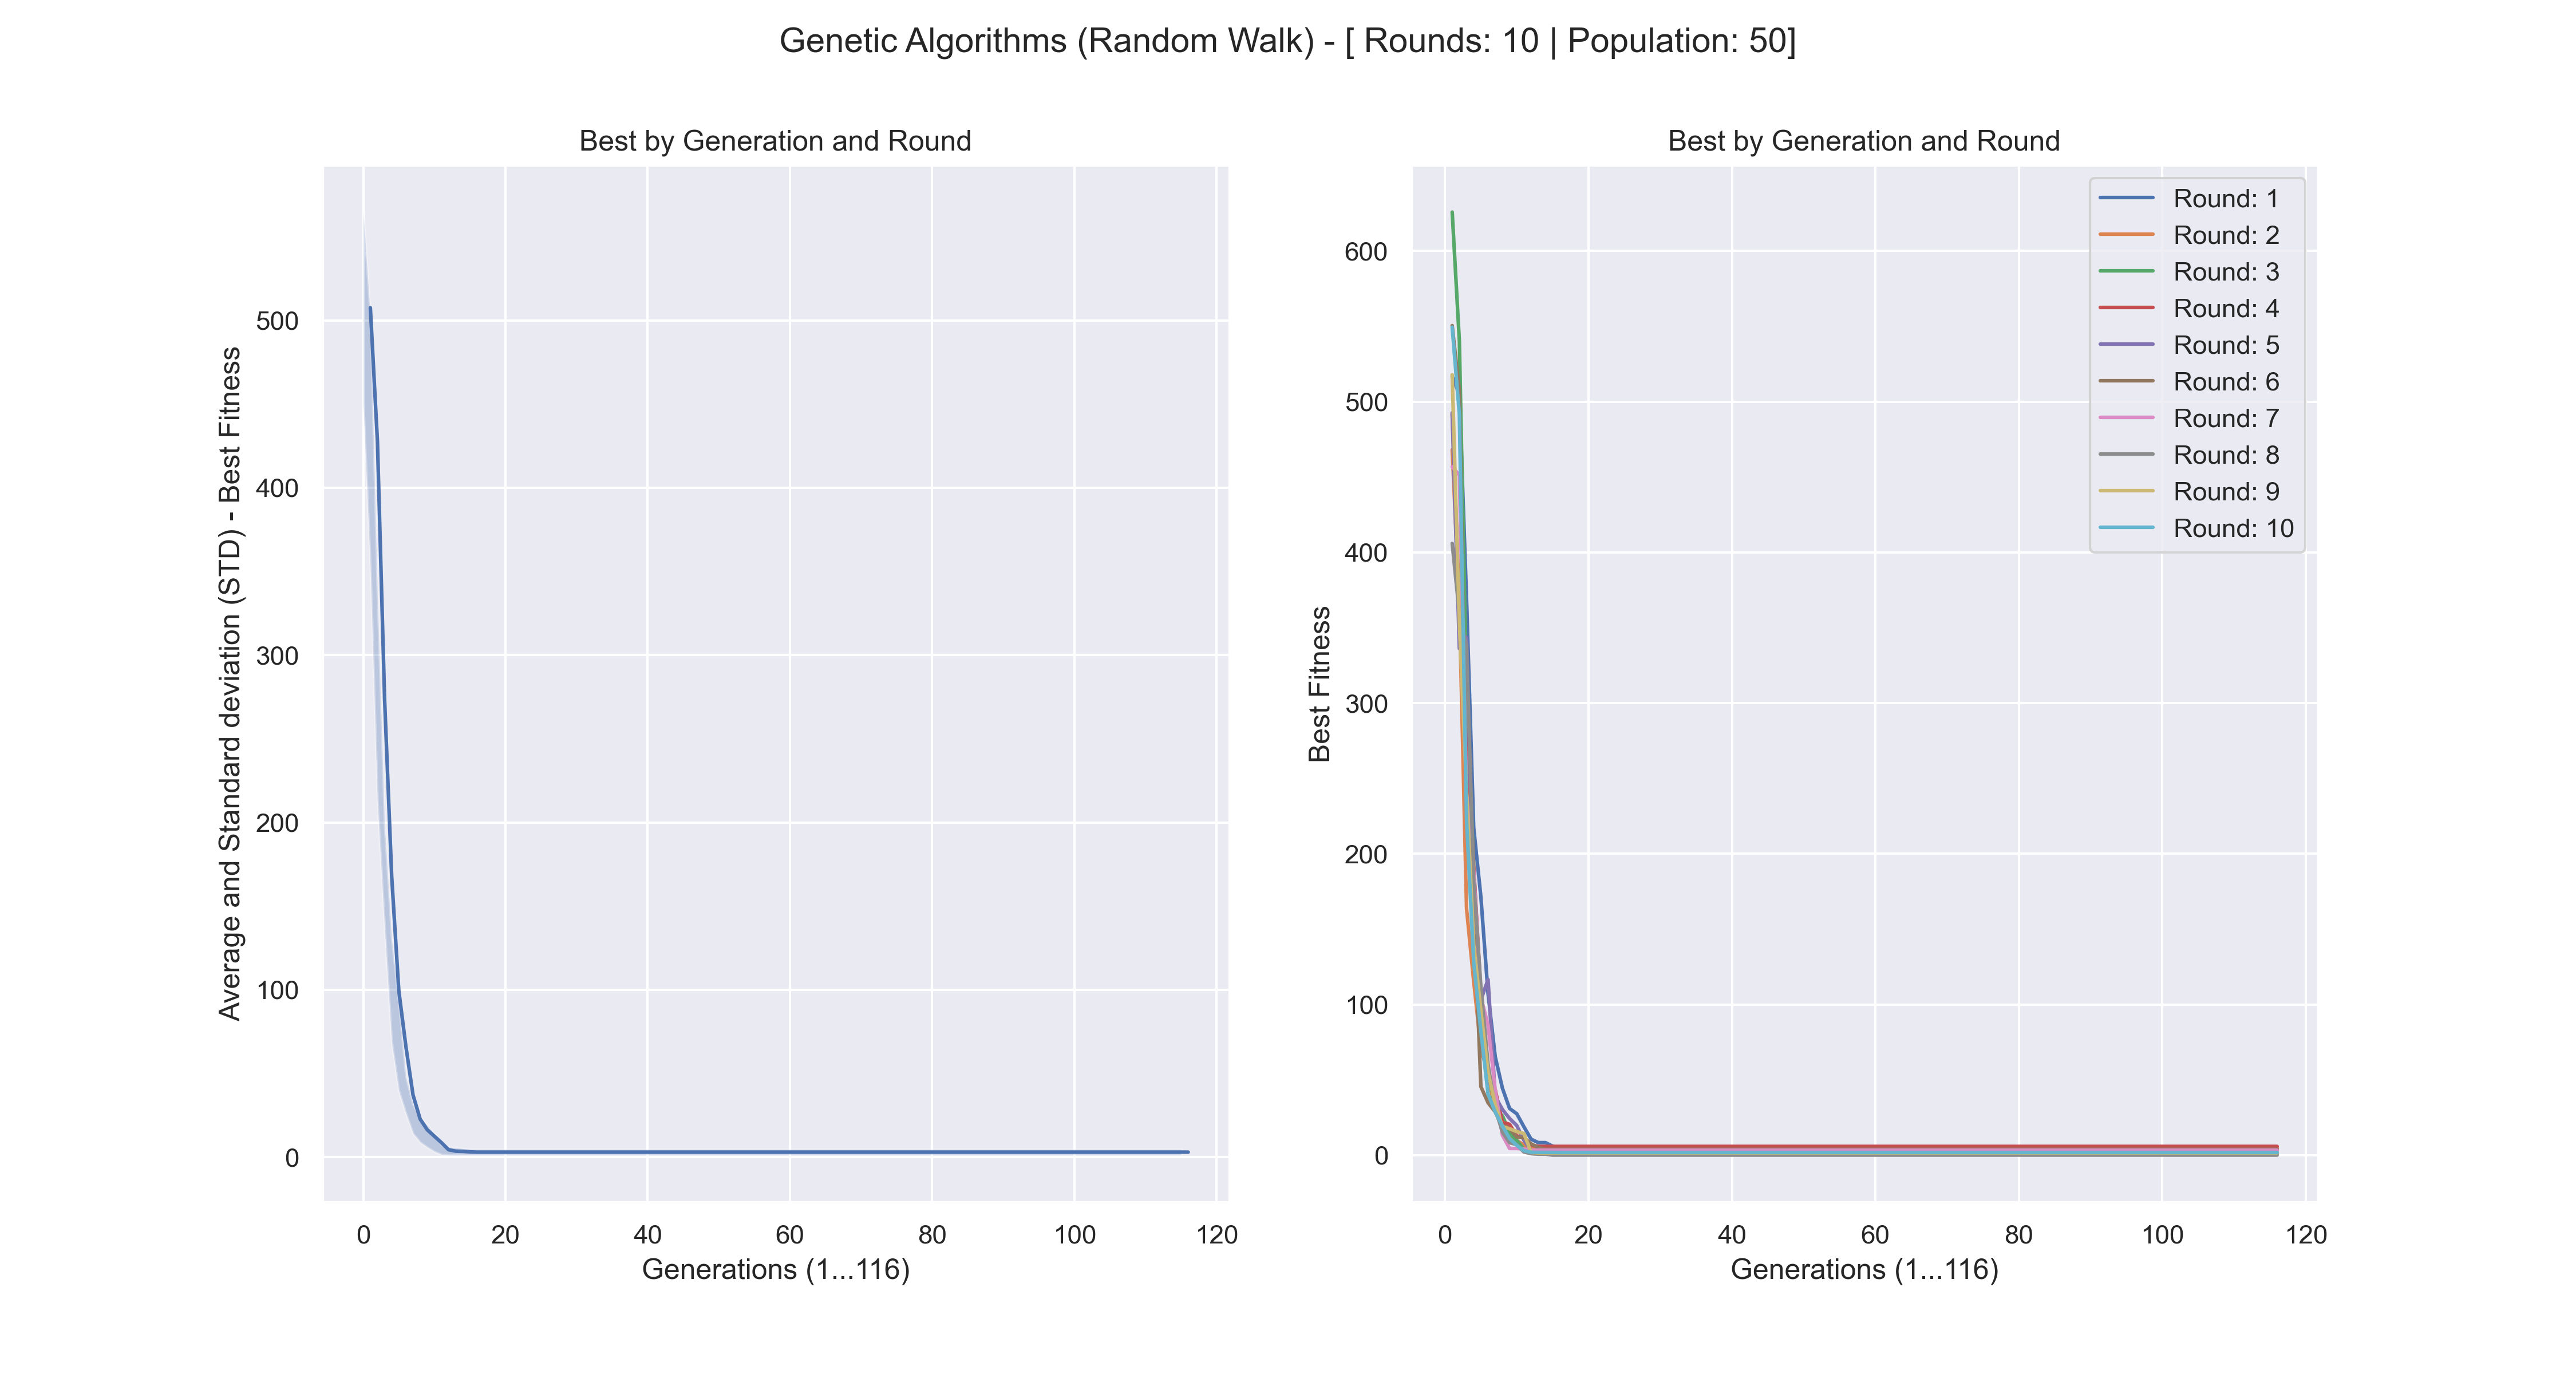 Genetic Algorithms (Random Walk) - [ Rounds: 10 | Population: 50]
Best by Generation and Round
Average and Standard deviation (STD) - Best Fitness
500
400
300
200
100
0
0 20 40 60 80 100 120
Generations (1...116)
Best by Generation and Round
Best Fitness
600
500
400
300
200
100
0
Round: 1
Round: 2
Round: 3
Round: 4
Round: 5
Round: 6
Round: 7
Round: 8
Round: 9
Round: 10
0 20 40 60 80 100 120
Generations (1...116)